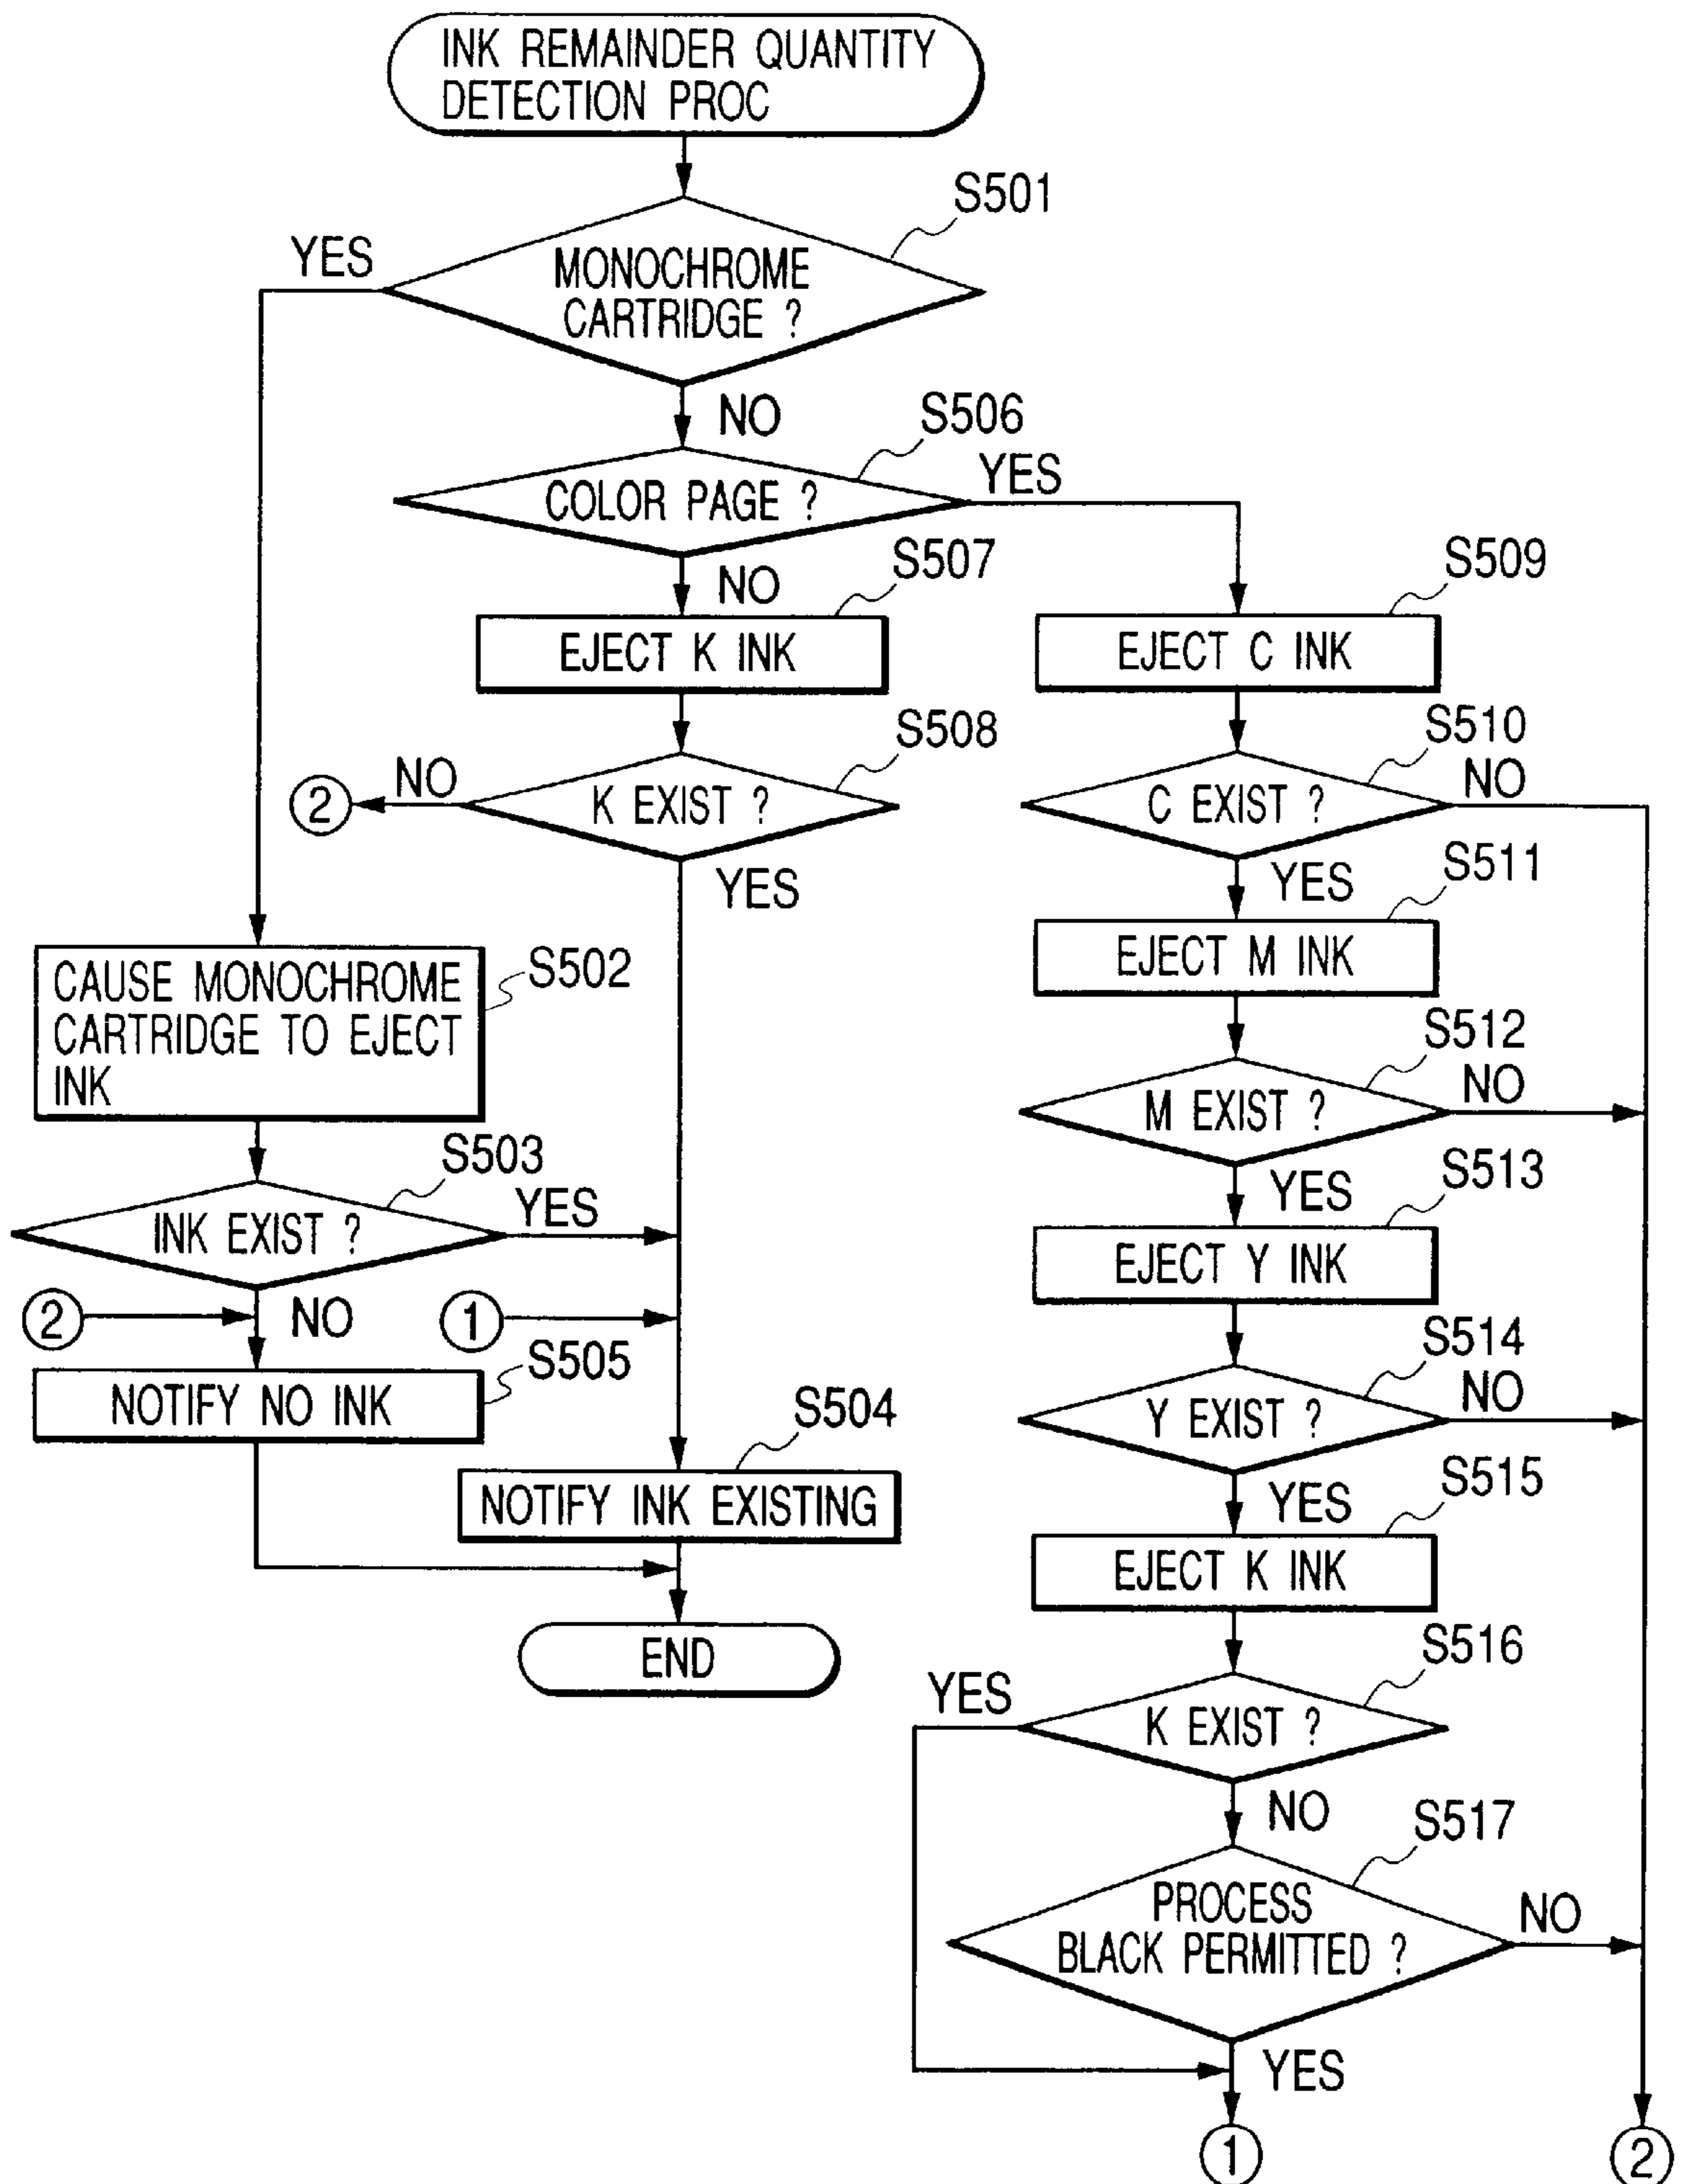 INK REMAINDER QUANTITY
DETECTION PROC
S501
YES
MONOCHROME
CARTRIDGE ?
NO
S506
YES
COLOR PAGE ?
NO
S507
S509
EJECT K INK
EJECT C INK
S508
S510
2
NO
K EXIST ?
C EXIST ?
NO
YES
YES
S511
EJECT M INK
CAUSE MONOCHROME
CARTRIDGE TO EJECT
INK
S502
S512
M EXIST ?
NO
S503
YES
INK EXIST ?
YES
S513
EJECT Y INK
2
NO
1
S505
NOTIFY NO INK
S514
Y EXIST ?
NO
S504
NOTIFY INK EXISTING
YES
S515
EJECT K INK
END
S516
YES
K EXIST ?
NO
S517
PROCESS
BLACK PERMITTED ?
NO
YES
1
2